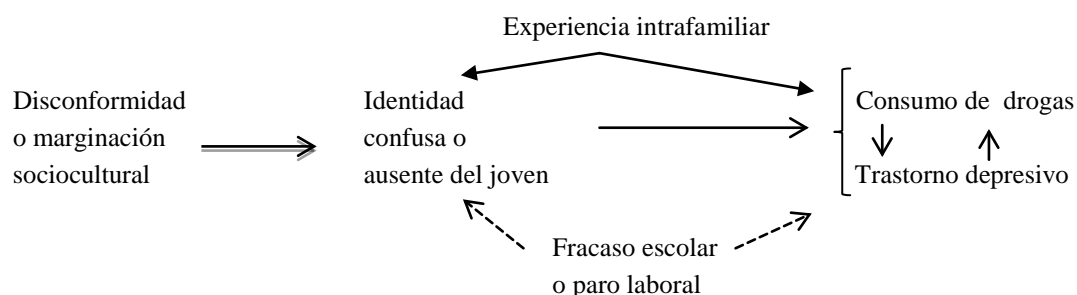 Experiencia intrafamiliar
Disconformidad
o marginación
sociocultural
Identidad
confusa o
ausente del joven
Consumo de drogas
Trastorno depresivo
Fracaso escolar
o paro laboral